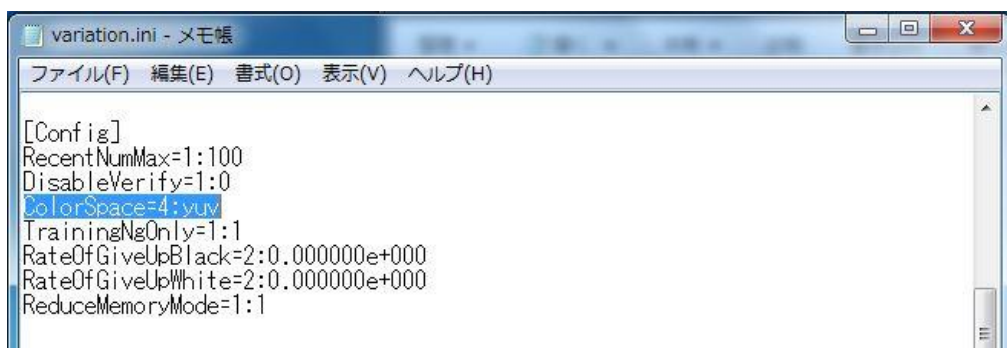 variation.ini - メモ帳
ファイル(F) 編集(E) 書式(O) 表示(V) ヘルプ(H)
[Config]
RecentNumMax=1:100
DisableVerify=1:0
ColorSpace=4:yuv
TrainingNgOnly=1:1
RateOfGiveUpBlack=2:0.000000e+000
RateOfGiveUpWhite=2:0.000000e+000
ReduceMemoryMode=1:1